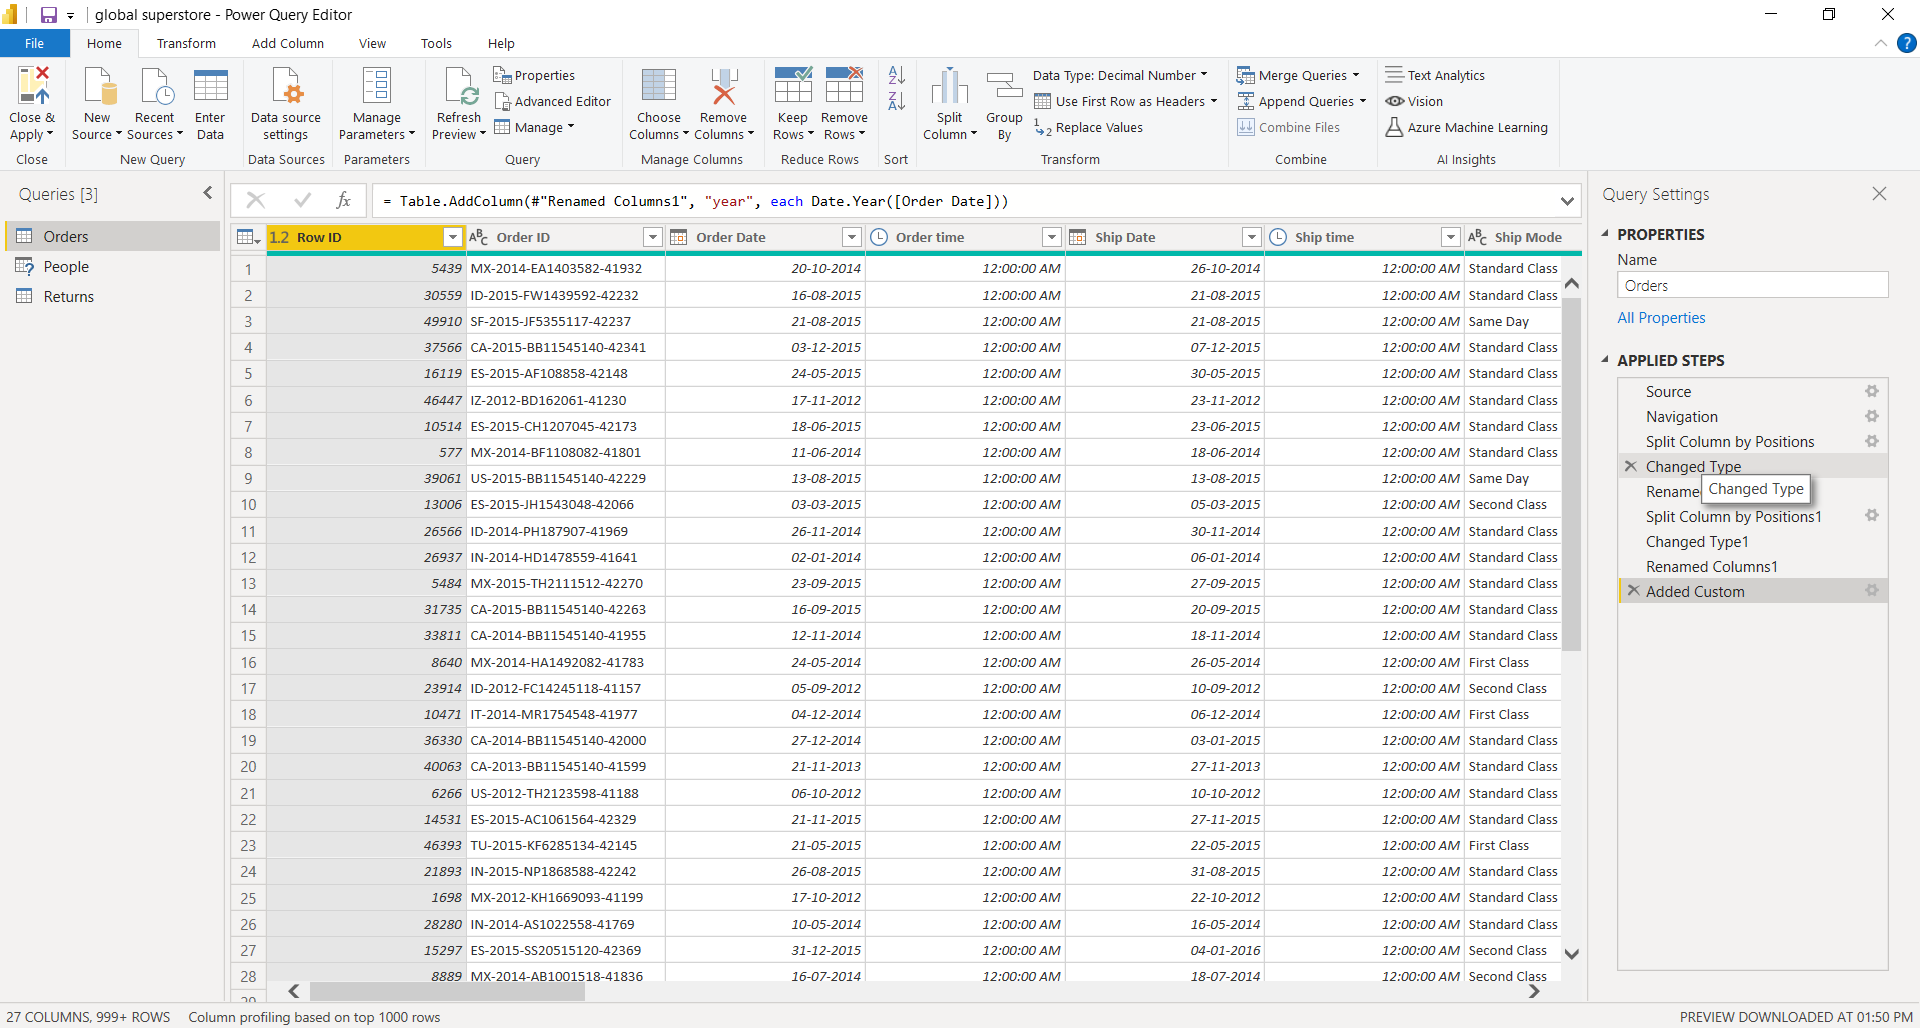 global superstore - Power Query Editor
File Home Transform Add Column View Tools Help
Close & Apply
Close
New Source
Recent Sources
Enter Data
New Query
Data source settings
Data Sources
Manage Parameters
Parameters
Refresh Preview
Properties
Advanced Editor
Manage
Query
Choose Columns
Remove Columns
Manage Columns
Keep Rows
Remove Rows
Reduce Rows
Sort
Split Column
Group By
Data Type: Decimal Number
Use First Row as Headers
Replace Values
Transform
Merge Queries
Append Queries
Combine Files
Combine
Text Analytics
Vision
Azure Machine Learning
AI Insights
Queries [3]
Orders
People
Returns
fx = Table.AddColumn(#"Renamed Columns1", "year", each Date.Year([Order Date]))
1.2 Row ID ABC Order ID Order Date Order time Ship Date Ship time ABC Ship Mode
1 5439 MX-2014-EA1403582-41932 20-10-2014 12:00:00 AM 26-10-2014 12:00:00 AM Standard Class
2 30559 ID-2015-FW1439592-42232 16-08-2015 12:00:00 AM 21-08-2015 12:00:00 AM Standard Class
3 49910 SF-2015-JF5355117-42237 21-08-2015 12:00:00 AM 21-08-2015 12:00:00 AM Same Day
4 37566 CA-2015-BB11545140-42341 03-12-2015 12:00:00 AM 07-12-2015 12:00:00 AM Standard Class
5 16119 ES-2015-AF108858-42148 24-05-2015 12:00:00 AM 30-05-2015 12:00:00 AM Standard Class
6 46447 IZ-2012-BD162061-41230 17-11-2012 12:00:00 AM 23-11-2012 12:00:00 AM Standard Class
7 10514 ES-2015-CH1207045-42173 18-06-2015 12:00:00 AM 23-06-2015 12:00:00 AM Standard Class
8 577 MX-2014-BF1108082-41801 11-06-2014 12:00:00 AM 18-06-2014 12:00:00 AM Standard Class
9 39061 US-2015-BB11545140-42229 13-08-2015 12:00:00 AM 13-08-2015 12:00:00 AM Same Day
10 13006 ES-2015-JH1543048-42066 03-03-2015 12:00:00 AM 05-03-2015 12:00:00 AM Second Class
11 26566 ID-2014-PH187907-41969 26-11-2014 12:00:00 AM 30-11-2014 12:00:00 AM Standard Class
12 26937 IN-2014-HD1478559-41641 02-01-2014 12:00:00 AM 06-01-2014 12:00:00 AM Standard Class
13 5484 MX-2015-TH2111512-42270 23-09-2015 12:00:00 AM 27-09-2015 12:00:00 AM Standard Class
14 31735 CA-2015-BB11545140-42263 16-09-2015 12:00:00 AM 20-09-2015 12:00:00 AM Standard Class
15 33811 CA-2014-BB11545140-41955 12-11-2014 12:00:00 AM 18-11-2014 12:00:00 AM Standard Class
16 8640 MX-2014-HA1492082-41783 24-05-2014 12:00:00 AM 26-05-2014 12:00:00 AM First Class
17 23914 ID-2012-FC14245118-41157 05-09-2012 12:00:00 AM 10-09-2012 12:00:00 AM Second Class
18 10471 IT-2014-MR1754548-41977 04-12-2014 12:00:00 AM 06-12-2014 12:00:00 AM First Class
19 36330 CA-2014-BB11545140-42000 27-12-2014 12:00:00 AM 03-01-2015 12:00:00 AM Standard Class
20 40063 CA-2013-BB11545140-41599 21-11-2013 12:00:00 AM 27-11-2013 12:00:00 AM Standard Class
21 6266 US-2012-TH2123598-41188 06-10-2012 12:00:00 AM 10-10-2012 12:00:00 AM Standard Class
22 14531 ES-2015-AC1061564-42329 21-11-2015 12:00:00 AM 27-11-2015 12:00:00 AM Standard Class
23 46393 TU-2015-KF6285134-42145 21-05-2015 12:00:00 AM 22-05-2015 12:00:00 AM First Class
24 21893 IN-2015-NP1868588-42242 26-08-2015 12:00:00 AM 31-08-2015 12:00:00 AM Standard Class
25 1698 MX-2012-KH1669093-41199 17-10-2012 12:00:00 AM 22-10-2012 12:00:00 AM Standard Class
26 28280 IN-2014-AS1022558-41769 10-05-2014 12:00:00 AM 16-05-2014 12:00:00 AM Standard Class
27 15297 ES-2015-SS20515120-42369 31-12-2015 12:00:00 AM 04-01-2016 12:00:00 AM Second Class
28 8889 MX-2014-AB1001518-41836 16-07-2014 12:00:00 AM 18-07-2014 12:00:00 AM Second Class
29
Query Settings
PROPERTIES
Name
Orders
All Properties
APPLIED STEPS
Source
Navigation
Split Column by Positions
Changed Type
Rename
Changed Type
Split Column by Positions1
Changed Type1
Renamed Columns1
Added Custom
27 COLUMNS, 999+ ROWS Column profiling based on top 1000 rows PREVIEW DOWNLOADED AT 01:50 PM